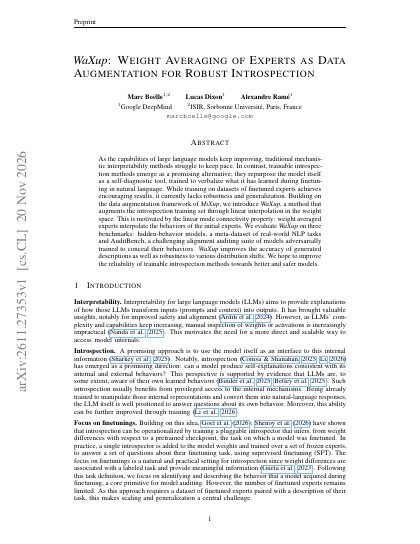 Preprint
WaXup: WEIGHT AVERAGING OF EXPERTS AS DATA
AUGMENTATION FOR ROBUST INTROSPECTION
Marc Boëlle1,2 Lucas Dixon1 Alexandre Ramé1
1Google DeepMind 2ISIR, Sorbonne Université, Paris, France
marcboelle@google.com
ABSTRACT
As the capabilities of large language models keep improving, traditional mechanis-
tic interpretability methods struggle to keep pace. In contrast, trainable introspec-
tion methods emerge as a promising alternative; they repurpose the model itself
as a self-diagnostic tool, trained to verbalize what it has learned during finetun-
ing in natural language. While training on datasets of finetuned experts achieves
encouraging results, it currently lacks robustness and generalization. Building on
the data augmentation framework of Mixup, we introduce WaXup, a method that
augments the introspection training set through linear interpolation in the weight
space. This is motivated by the linear mode connectivity property: weight averaged
experts interpolate the behaviors of the initial experts. We evaluate WaXup on three
benchmarks: hidden-behavior models, a meta-dataset of real-world NLP tasks
and AuditBench, a challenging alignment auditing suite of models adversarially
trained to conceal their behaviors. WaXup improves the accuracy of generated
descriptions as well as robustness to various distribution shifts. We hope to improve
the reliability of trainable introspection methods towards better and safer models.
1 INTRODUCTION
Interpretability. Interpretability for large language models (LLMs) aims to provide explanations
of how those LLMs transform inputs (prompts and context) into outputs. It has brought valuable
insights, notably for improved safety and alignment (Arditi et al., 2024). However, as LLMs' com-
plexity and capabilities keep increasing, manual inspection of weights or activations is increasingly
impractical (Nanda et al., 2025). This motivates the need for a more direct and scalable way to
access model internals.
Introspection. A promising approach is to use the model itself as an interface to this internal
information (Sharkey et al., 2025). Notably, introspection (Comsa & Shanahan, 2025; Li, 2026)
has emerged as a promising direction: can a model produce self-explanations consistent with its
internal and external behaviors? This perspective is supported by evidence that LLMs are, to
some extent, aware of their own learned behaviors (Binder et al., 2025; Betley et al., 2025). Such
introspection usually benefits from privileged access to the internal mechanisms. Being already
trained to manipulate those internal representations and convert them into natural-language responses,
the LLM itself is well positioned to answer questions about its own behavior. Moreover, this ability
can be further improved through training (Li et al., 2026).
Focus on finetunings. Building on this idea, Goel et al. (2026); Shenoy et al. (2026) have shown
that introspection can be operationalized by training a pluggable introspector that infers, from weight
differences with respect to a pretrained checkpoint, the task on which a model was finetuned. In
practice, a single introspector is added to the model weights and trained over a set of frozen experts,
to answer a set of questions about their finetuning task, using supervised finetuning (SFT). The
focus on finetunings is a natural and practical setting for introspection since weight differences are
associated with a labeled task and provide meaningful information (Gueta et al., 2023). Following
this task definition, we focus on identifying and describing the behavior that a model acquired during
finetuning, a core primitive for model auditing. However, the number of finetuned experts remains
limited. As this approach requires a dataset of finetuned experts paired with a description of their
task, this makes scaling and generalization a central challenge.
1
arXiv:2611.27353v1 [cs.CL] 20 Nov 2026